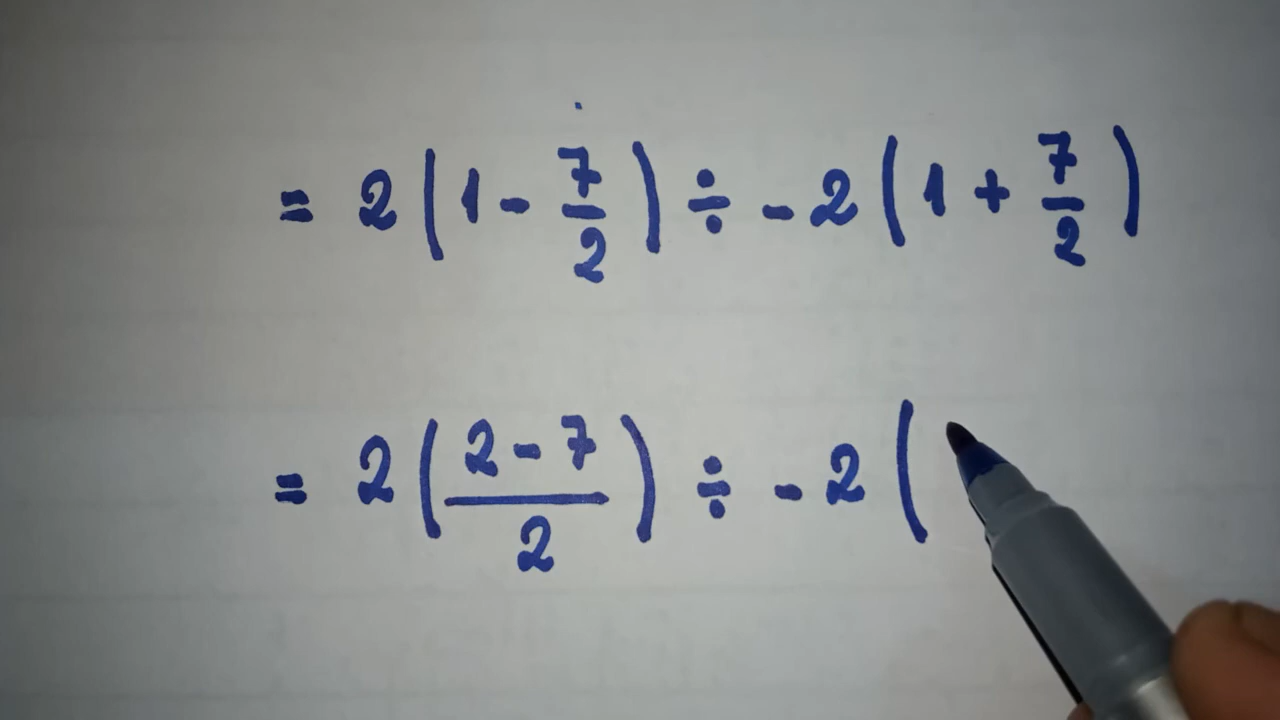 = 2 ( 1 - 7/2 ) ÷ - 2 ( 1 + 7/2 )
= 2 ( (2 - 7)/2 ) ÷ - 2 (